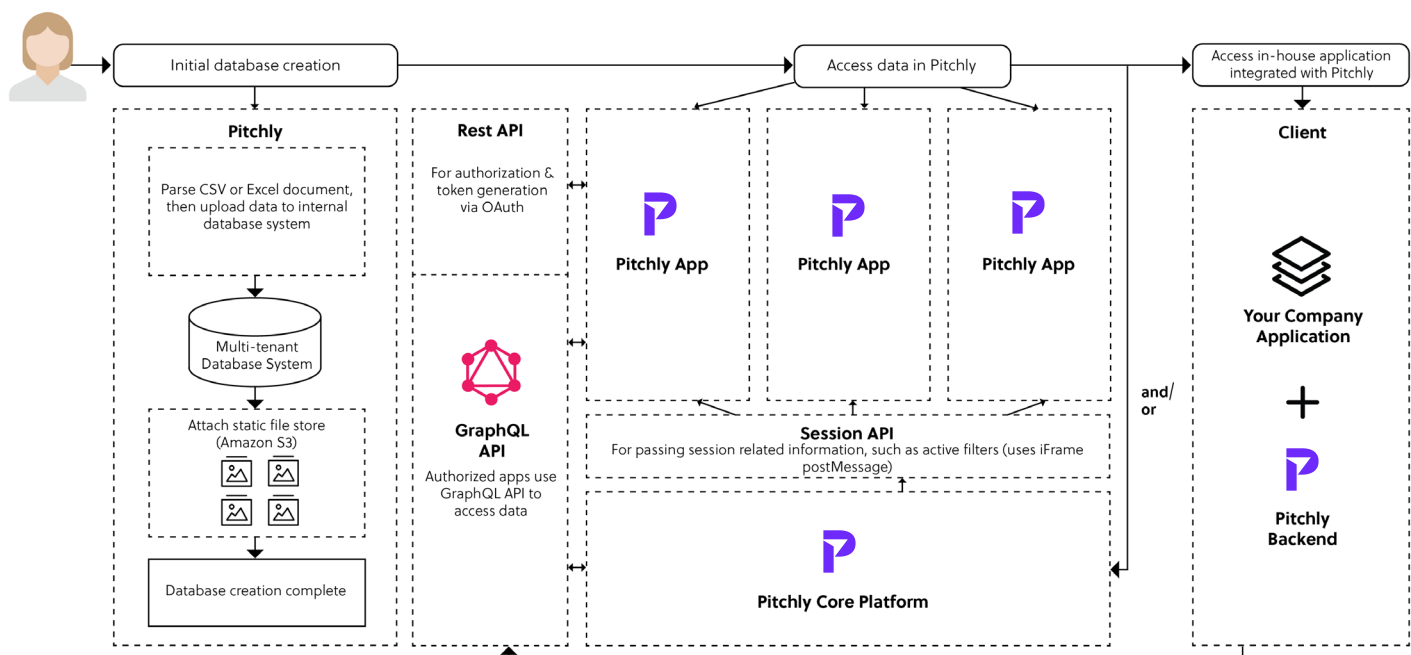 Initial database creation
Access data in Pitchly
Access in-house application
integrated with Pitchly
Pitchly
Parse CSV or Excel document,
then upload data to internal
database system
Multi-tenant
Database System
Attach static file store
(Amazon S3)
Database creation complete
Rest API
For authorization &
token generation
via OAuth
GraphQL
API
Authorized apps use
GraphQL API to
access data
Pitchly App
Pitchly App
Pitchly App
Session API
For passing session related information, such as active filters (uses iFrame
postMessage)
Pitchly Core Platform
and/
or
Client
Your Company
Application
Pitchly
Backend